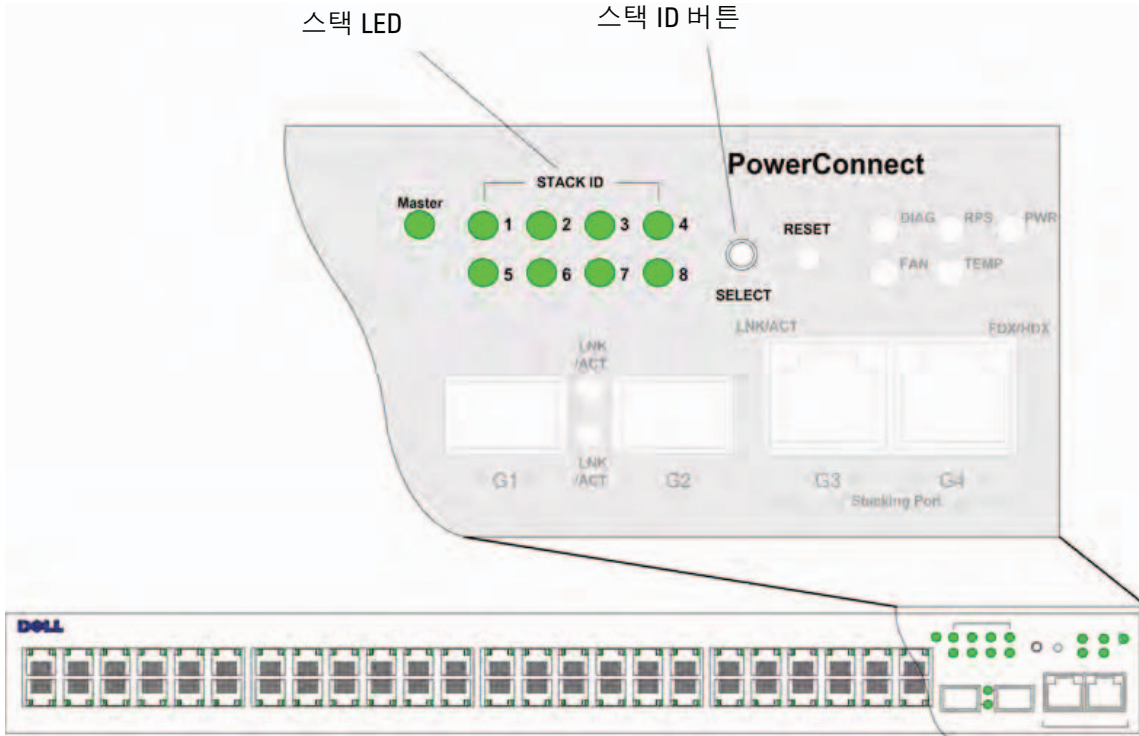 스택 LED
스택 ID 버튼
PowerConnect
STACK ID
Master
1 2 3 4
RESET
DIAG RPS PWR
5 6 7 8
FAN TEMP
SELECT
LNK/ACT FDX/HDX
LNK
/ACT
LNK
/ACT
G1 G2 G3 G4
Stacking Port
DELL